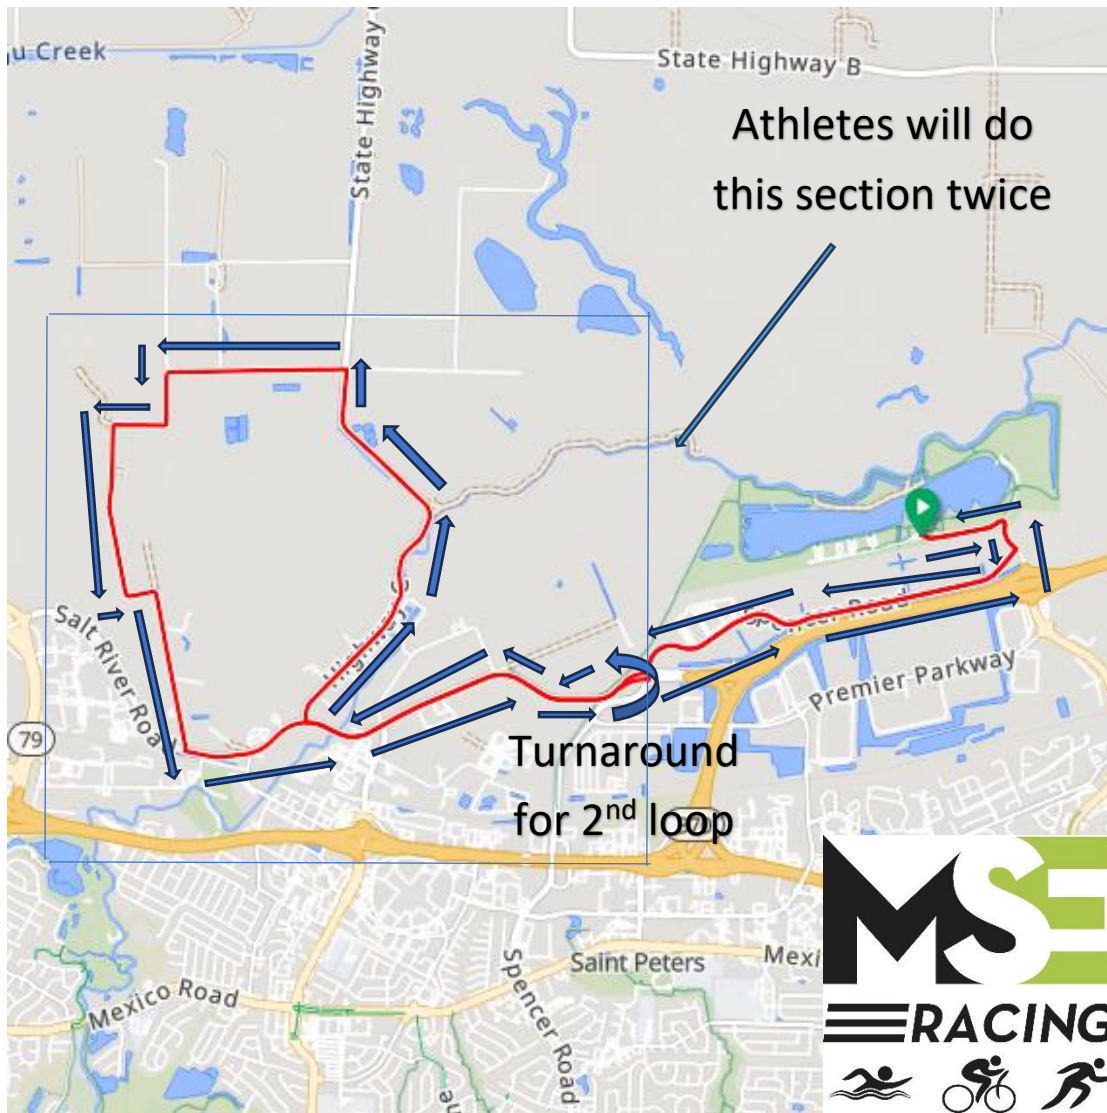 u Creek
State Highway B
State Highway C
Athletes will do
this section twice
Spencer Road
Salt River Road
Premier Parkway
79
Turnaround
for 2nd loop
Mexico Road
Saint Peters
Mexi
Spencer Road
MSE
RACING